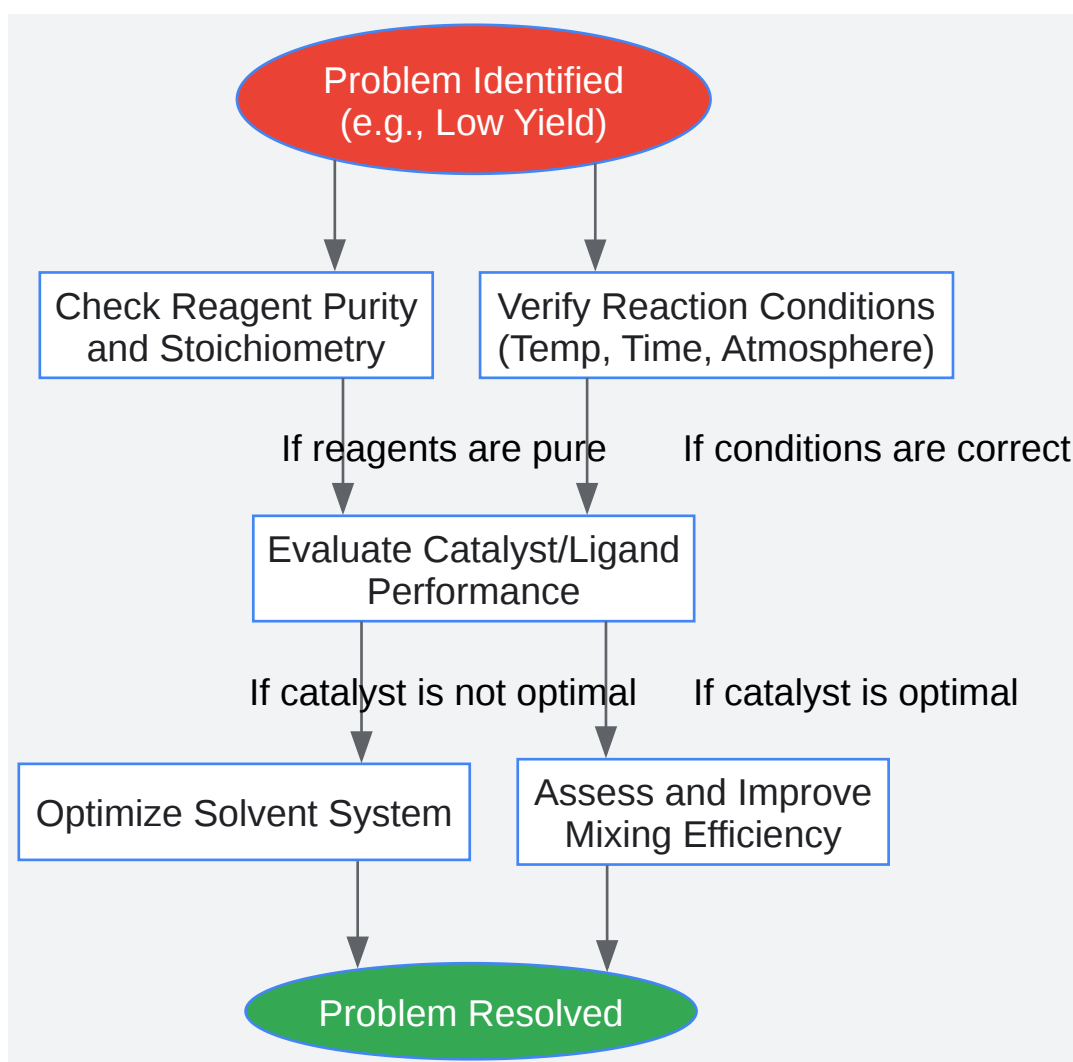 Problem Identified
(e.g., Low Yield)
Check Reagent Purity
and Stoichiometry
Verify Reaction Conditions
(Temp, Time, Atmosphere)
If reagents are pure
If conditions are correct
Evaluate Catalyst/Ligand
Performance
If catalyst is not optimal
If catalyst is optimal
Optimize Solvent System
Assess and Improve
Mixing Efficiency
Problem Resolved